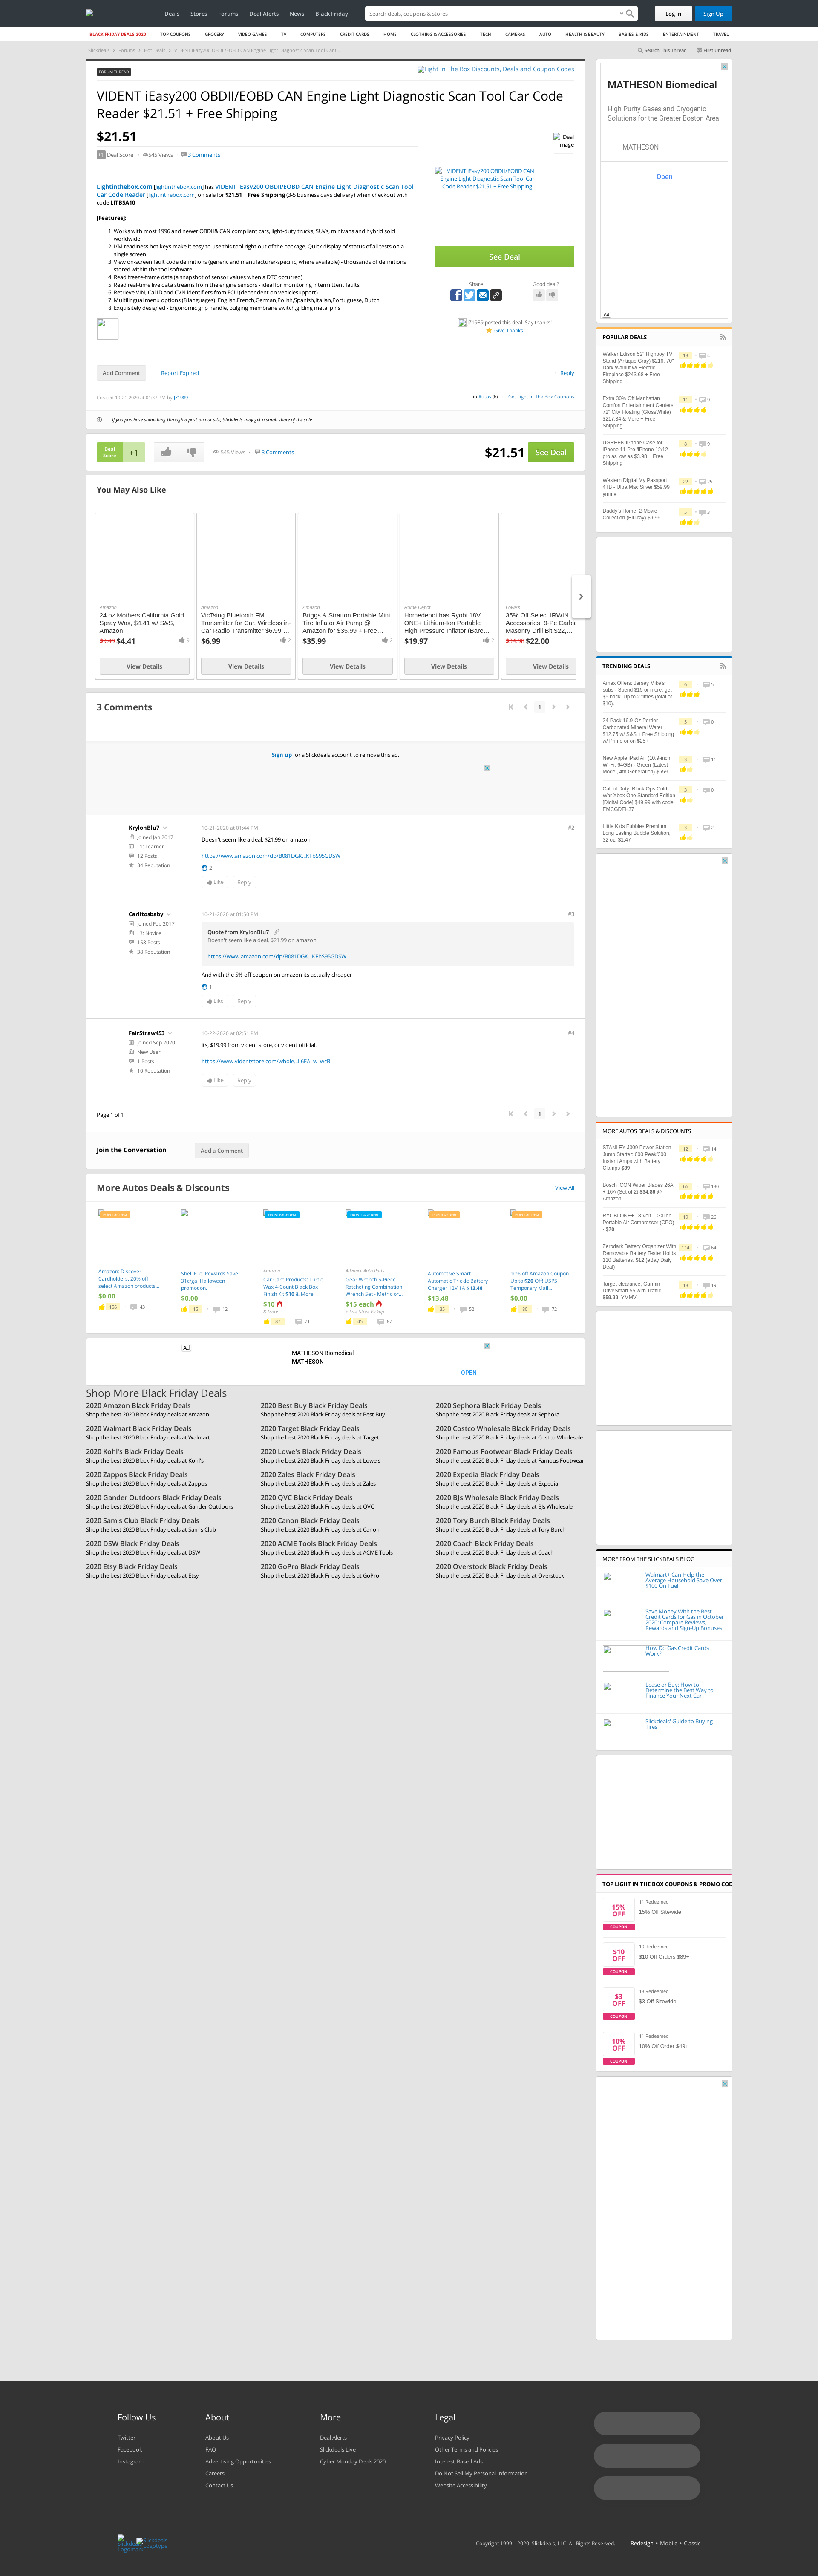 Deals Stores Forums Deal Alerts News Black Friday
Search deals, coupons & stores
Log In Sign Up
BLACK FRIDAY DEALS 2020 TOP COUPONS GROCERY VIDEO GAMES TV COMPUTERS CREDIT CARDS HOME CLOTHING & ACCESSORIES TECH CAMERAS AUTO HEALTH & BEAUTY BABIES & KIDS ENTERTAINMENT TRAVEL
Slickdeals Forums Hot Deals VIDENT iEasy200 OBDII/EOBD CAN Engine Light Diagnostic Scan Tool Car C...
Search This Thread First Unread
FORUM THREAD
Light In The Box Discounts, Deals and Coupon Codes
VIDENT iEasy200 OBDII/EOBD CAN Engine Light Diagnostic Scan Tool Car Code
Reader $21.51 + Free Shipping
$21.51
+1 Deal Score 545 Views 3 Comments
Deal
Image
Lightinthebox.com [lightinthebox.com] has VIDENT iEasy200 OBDII/EOBD CAN Engine Light Diagnostic Scan Tool
Car Code Reader [lightinthebox.com] on sale for $21.51 + Free Shipping (3-5 business days delivery) when checkout with
code LITBSA10
[Features]:
1. Works with most 1996 and newer OBDII& CAN compliant cars, light-duty trucks, SUVs, minivans and hybrid sold
worldwide
2. I/M readiness hot keys make it easy to use this tool right out of the package. Quick display of status of all tests on a
single screen.
3. View on-screen fault code definitions (generic and manufacturer-specific, where available) - thousands of definitions
stored within the tool software
4. Read freeze-frame data (a snapshot of sensor values when a DTC occurred)
5. Read real-time live data streams from the engine sensors - ideal for monitoring intermittent faults
6. Retrieve VIN, Cal ID and CVN identifiers from ECU (dependent on vehicle support)
7. Multilingual menu options (8 languages): English,French,German,Polish,Spanish,Italian,Portuguese, Dutch
8. Exquisitely designed - Ergonomic grip handle, bulging membrane switch,gliding metal pins
VIDENT iEasy200 OBDII/EOBD CAN
Engine Light Diagnostic Scan Tool Car
Code Reader $21.51 + Free Shipping
See Deal
Share Good deal?
JZ1989 posted this deal. Say thanks!
Give Thanks
Add Comment Report Expired Reply
Created 10-21-2020 at 01:37 PM by JZ1989
in Autos (6) Get Light In The Box Coupons
If you purchase something through a post on our site, Slickdeals may get a small share of the sale.
Deal
Score
+1
545 Views 3 Comments
$21.51 See Deal
You May Also Like
Amazon
24 oz Mothers California Gold
Spray Wax, $4.41 w/ S&S,
Amazon
$9.49 $4.41 9
View Details
Amazon
VicTsing Bluetooth FM
Transmitter for Car, Wireless in-
Car Radio Transmitter $6.99 ...
$6.99 2
View Details
Amazon
Briggs & Stratton Portable Mini
Tire Inflator Air Pump @
Amazon for $35.99 + Free...
$35.99 2
View Details
Home Depot
Homedepot has Ryobi 18V
ONE+ Lithium-Ion Portable
High Pressure Inflator (Bare...
$19.97 2
View Details
Lowe's
35% Off Select IRWIN
Accessories: 9-Pc Carbid
Masonry Drill Bit $22,...
$34.98 $22.00
View Details
3 Comments
1
Sign up for a Slickdeals account to remove this ad.
KrylonBlu7
Joined Jan 2017
L1: Learner
12 Posts
34 Reputation
10-21-2020 at 01:44 PM #2
Doesn't seem like a deal. $21.99 on amazon
https://www.amazon.com/dp/B081DGK...KFbS95GDSW
2
Like Reply
Carlitosbaby
Joined Feb 2017
L3: Novice
158 Posts
38 Reputation
10-21-2020 at 01:59 PM #3
Quote from KrylonBlu7
Doesn't seem like a deal. $21.99 on amazon
https://www.amazon.com/dp/B081DGK...KFbS95GDSW
And with the 5% off coupon on amazon its actually cheaper
1
Like Reply
FairStraw453
Joined Sep 2020
New User
1 Posts
10 Reputation
10-22-2020 at 02:51 PM #4
its, $19.99 from vident store, or vient official.
https://www.videntstore.com/whole...L6EALw_wcB
Like Reply
Page 1 of 1
1
Join the Conversation Add a Comment
More Autos Deals & Discounts View All
POPULAR DEAL
Amazon: Discover
Cardholders: 20% off
select Amazon products...
$0.00
156 43
Shell Fuel Rewards Save
31c/gal Halloween
promotion.
$0.00
15 12
FRONTPAGE DEAL
Amazon
Car Care Products: Turtle
Wax 4-Count Black Box
Finish Kit $10 & More
$10
& More
87 71
FRONTPAGE DEAL
Advance Auto Parts
Gear Wrench 5-Piece
Ratcheting Combination
Wrench Set - Metric or...
$15 each
+ Free Store Pickup
45 87
POPULAR DEAL
Automotive Smart
Automatic Trickle Battery
Charger 12V 1A $13.48
$13.48
35 52
POPULAR DEAL
10% off Amazon Coupon
Up to $20 Off! USPS
Temporary Mail...
$0.00
80 72
Ad
MATHESON Biomedical
MATHESON
OPEN
Shop More Black Friday Deals
2020 Amazon Black Friday Deals
Shop the best 2020 Black Friday deals at Amazon
2020 Best Buy Black Friday Deals
Shop the best 2020 Black Friday deals at Best Buy
2020 Sephora Black Friday Deals
Shop the best 2020 Black Friday deals at Sephora
2020 Walmart Black Friday Deals
Shop the best 2020 Black Friday deals at Walmart
2020 Target Black Friday Deals
Shop the best 2020 Black Friday deals at Target
2020 Costco Wholesale Black Friday Deals
Shop the best 2020 Black Friday deals at Costco Wholesale
2020 Kohl's Black Friday Deals
Shop the best 2020 Black Friday deals at Kohl's
2020 Lowe's Black Friday Deals
Shop the best 2020 Black Friday deals at Lowe's
2020 Famous Footwear Black Friday Deals
Shop the best 2020 Black Friday deals at Famous Footwear
2020 Zappos Black Friday Deals
Shop the best 2020 Black Friday deals at Zappos
2020 Zales Black Friday Deals
Shop the best 2020 Black Friday deals at Zales
2020 Expedia Black Friday Deals
Shop the best 2020 Black Friday deals at Expedia
2020 Gander Outdoors Black Friday Deals
Shop the best 2020 Black Friday deals at Gander Outdoors
2020 QVC Black Friday Deals
Shop the best 2020 Black Friday deals at QVC
2020 BJs Wholesale Black Friday Deals
Shop the best 2020 Black Friday deals at BJs Wholesale
2020 Sam's Club Black Friday Deals
Shop the best 2020 Black Friday deals at Sam's Club
2020 Canon Black Friday Deals
Shop the best 2020 Black Friday deals at Canon
2020 Tory Burch Black Friday Deals
Shop the best 2020 Black Friday deals at Tory Burch
2020 DSW Black Friday Deals
Shop the best 2020 Black Friday deals at DSW
2020 ACME Tools Black Friday Deals
Shop the best 2020 Black Friday deals at ACME Tools
2020 Coach Black Friday Deals
Shop the best 2020 Black Friday deals at Coach
2020 Etsy Black Friday Deals
Shop the best 2020 Black Friday deals at Etsy
2020 GoPro Black Friday Deals
Shop the best 2020 Black Friday deals at GoPro
2020 Overstock Black Friday Deals
Shop the best 2020 Black Friday deals at Overstock
MATHESON Biomedical
High Purity Gases and Cryogenic
Solutions for the Greater Boston Area
MATHESON
Open
Ad
POPULAR DEALS
Walker Edison 52" Highboy TV
Stand (Antique Gray) $216, 70"
Dark Walnut w/ Electric
Fireplace $243.68 + Free
Shipping
13 4
Extra 30% Off Manhattan
Comfort Entertainment Centers:
72" City Floating (GlossWhite)
$217.34 & More + Free
Shipping
11 9
UGREEN iPhone Case for
iPhone 11 Pro /iPhone 12/12
pro as low as $3.98 + Free
Shipping
8 9
Western Digital My Passport
4TB - Ultra Mac Silver $59.99
ymmv
22 25
Daddy's Home: 2-Movie
Collection (Blu-ray) $9.96
5 3
TRENDING DEALS
Amex Offers: Jersey Mike's
subs - Spend $15 or more, get
$5 back. Up to 2 times (total of
$10).
6 5
24-Pack 16.9-Oz Perrier
Carbonated Mineral Water
$12.75 w/ S&S + Free Shipping
w/ Prime or on $25+
5 0
New Apple iPad Air (10.9-inch,
Wi-Fi, 64GB) - Green (Latest
Model, 4th Generation) $559
3 11
Call of Duty: Black Ops Cold
War Xbox One Standard Edition
[Digital Code] $49.99 with code
EMCGDFH37
3 0
Little Kids Fubbles Premium
Long Lasting Bubble Solution,
32 oz: $1.47
3 2
MORE AUTOS DEALS & DISCOUNTS
STANLEY J309 Power Station
Jump Starter: 600 Peak/300
Instant Amps with Battery
Clamps $39
12 14
Bosch ICON Wiper Blades 26A
+ 16A (Set of 2) $34.86 @
Amazon
66 130
RYOBI ONE+ 18 Volt 1 Gallon
Portable Air Compressor (CPO)
- $70
19 26
Zerodark Battery Organizer With
Removable Battery Tester Holds
110 Batteries. $12 (eBay Daily
Deal)
114 64
Target clearance, Garmin
DriveSmart 55 with Traffic
$59.99, YMMV
13 19
MORE FROM THE SLICKDEALS BLOG
Walmart+ Can Help the
Average Household Save Over
$100 On Fuel
Save Money With the Best
Credit Cards for Gas in October
2020: Compare Reviews,
Rewards and Sign-Up Bonuses
How Do Gas Credit Cards
Work?
Lease or Buy: How to
Determine the Best Way to
Finance Your Next Car
Slickdeals' Guide to Buying
Tires
TOP LIGHT IN THE BOX COUPONS & PROMO COD
15%
OFF
COUPON
11 Redeemed
15% Off Sitewide
$10
OFF
COUPON
10 Redeemed
$10 Off Orders $89+
$3
OFF
COUPON
13 Redeemed
$3 Off Sitewide
10%
OFF
COUPON
11 Redeemed
10% Off Order $49+
Follow Us
Twitter
Facebook
Instagram
About
About Us
FAQ
Advertising Opportunities
Careers
Contact Us
More
Deal Alerts
Slickdeals Live
Cyber Monday Deals 2020
Legal
Privacy Policy
Other Terms and Policies
Interest-Based Ads
Do Not Sell My Personal Information
Website Accessibility
Slickdeals
Logomark
Slickdeals
Logotype
Copyright 1999 - 2020. Slickdeals, LLC. All Rights Reserved. Redesign • Mobile • Classic